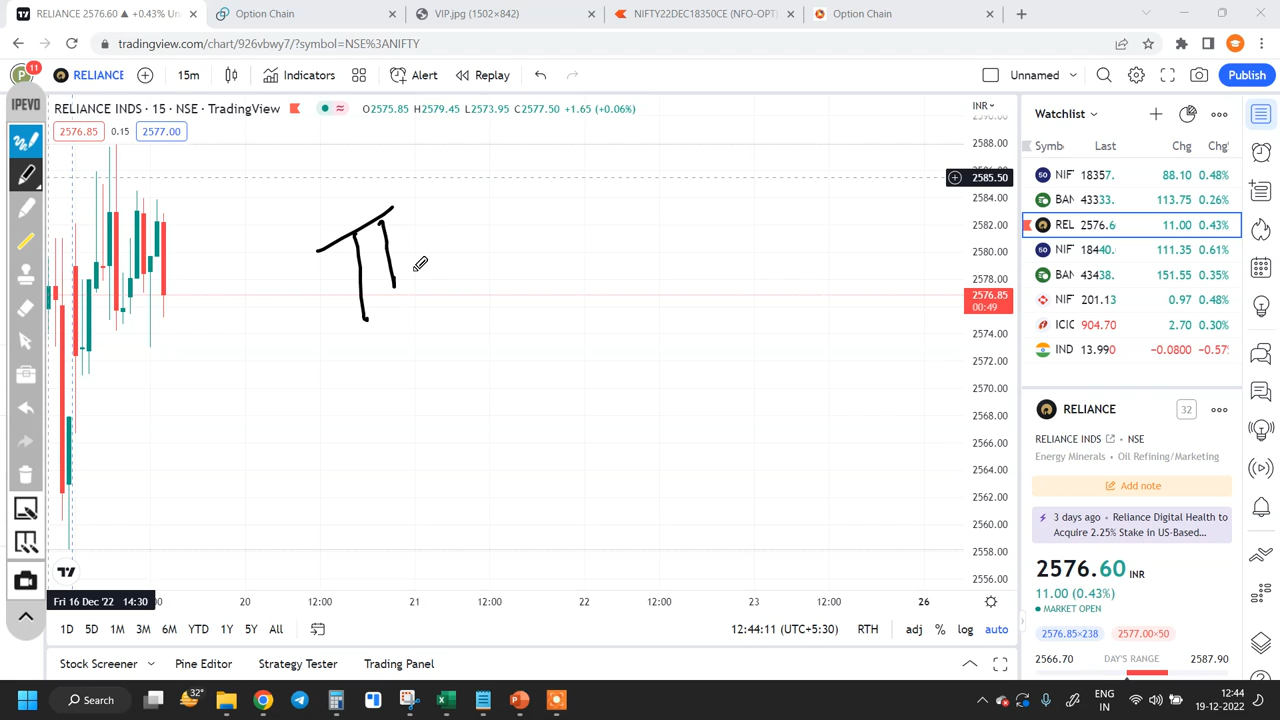 RELIANCE 2576.60 ▲ +0.43% Un
Option Chain
VIP.jpg (1502×842)
NIFTY22DEC18350CE (NFO-OPT)
Option Chain
tradingview.com/chart/926vbwy7/?symbol=NSE%3ANIFTY
P 11
RELIANCE
15m
Indicators
Alert
Replay
Unnamed
Publish
IPEVO
RELIANCE INDS · 15 · NSE · TradingView
O2575.85 H2579.45 L2573.95 C2577.50 +1.65 (+0.06%)
2576.85 0.15 2577.00
INR
2590.00
2588.00
2585.50
2584.00
2582.00
2580.00
2578.00
2576.85
00:49
2574.00
2572.00
2570.00
2568.00
2566.00
2564.00
2562.00
2560.00
2558.00
2556.00
Fri 16 Dec '22 14:30
20 12:00 21 12:00 22 12:00 23 12:00 26
1D 5D 1M 3M 6M YTD 1Y 5Y All
12:44:11 (UTC+5:30) RTH adj % log auto
Stock Screener Pine Editor Strategy Tester Trading Panel
Watchlist
Symb Last Chg Chg
50 NIF 18357. 88.10 0.48%
BAN 43333. 113.75 0.26%
REL 2576.6 11.00 0.43%
50 NIF 18440. 111.35 0.61%
BAN 43438. 151.55 0.35%
NIF 201.13 0.97 0.48%
ICIC 904.70 2.70 0.30%
IND 13.990 −0.0800 −0.57
RELIANCE 32
RELIANCE INDS · NSE
Energy Minerals · Oil Refining/Marketing
Add note
3 days ago · Reliance Digital Health to
Acquire 2.25% Stake in US-Based...
2576.60 INR
11.00 (0.43%)
MARKET OPEN
2576.85×238 2577.00×50
2566.70 DAY'S RANGE 2587.90
Search
32°
ENG
IN
12:44
19-12-2022